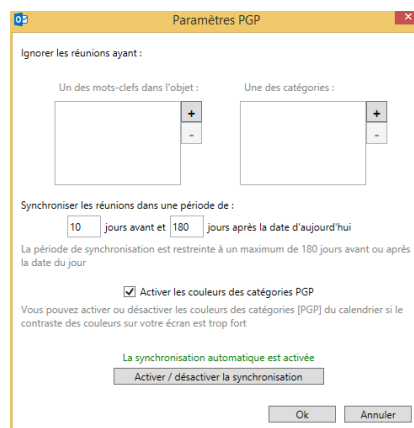 Paramètres PGP
Ignorer les réunions ayant :
Un des mots-clefs dans l'objet :
Une des catégories :
+
-
+
-
Synchroniser les réunions dans une période de :
10 jours avant et 180 jours après la date d'aujourd'hui
La période de synchronisation est restreinte à un maximum de 180 jours avant ou après
la date du jour
Activer les couleurs des catégories PGP
Vous pouvez activer ou désactiver les couleurs des catégories [PGP] du calendrier si le
contraste des couleurs sur votre écran est trop fort
La synchronisation automatique est activée
Activer / désactiver la synchronisation
Ok
Annuler